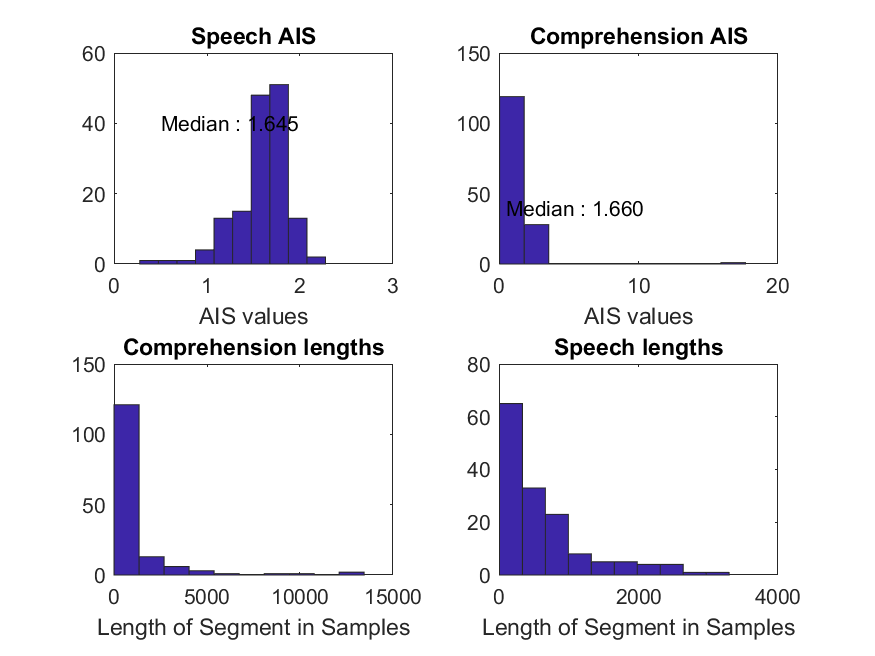 Speech AIS
60
40
20
0
Median : 1.645
0 1 2 3
AIS values
Comprehension AIS
150
100
50
0
Median : 1.660
0 10 20
AIS values
Comprehension lengths
150
100
50
0
0 5000 10000 15000
Length of Segment in Samples
Speech lengths
80
60
40
20
0
0 2000 4000
Length of Segment in Samples